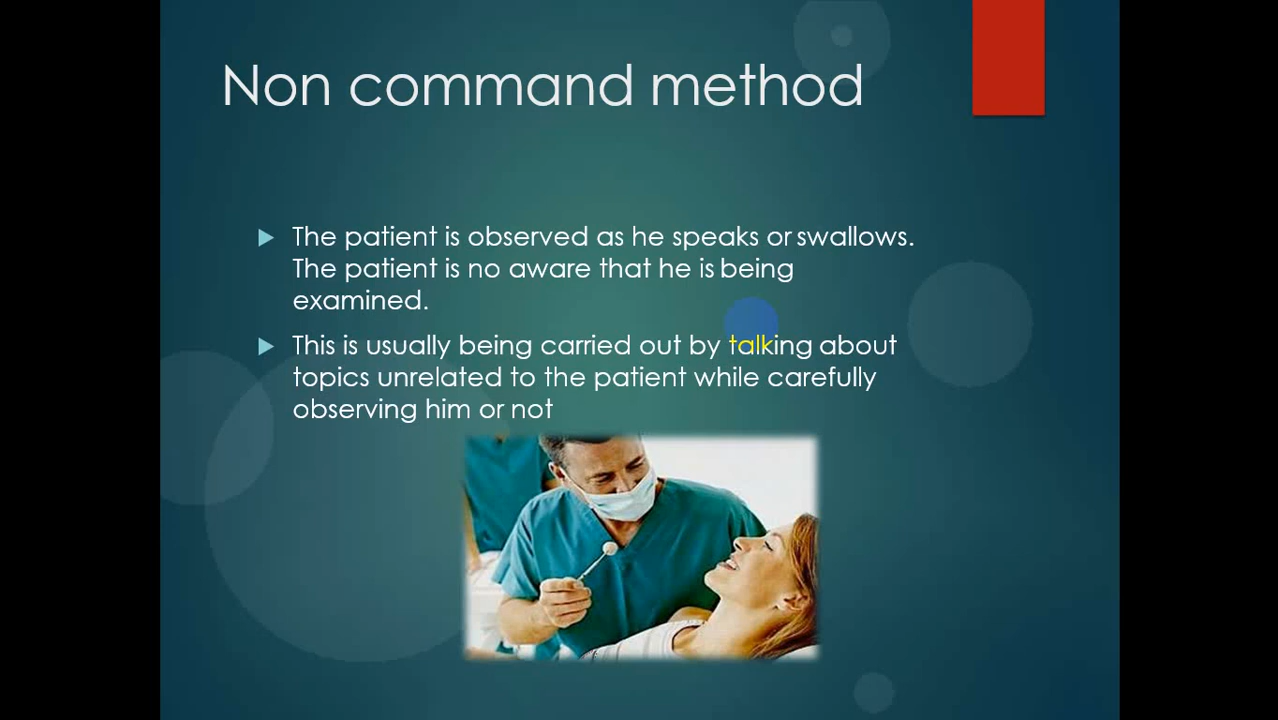 Non command method
The patient is observed as he speaks or swallows.
The patient is no aware that he is being
examined.
This is usually being carried out by talking about
topics unrelated to the patient while carefully
observing him or not